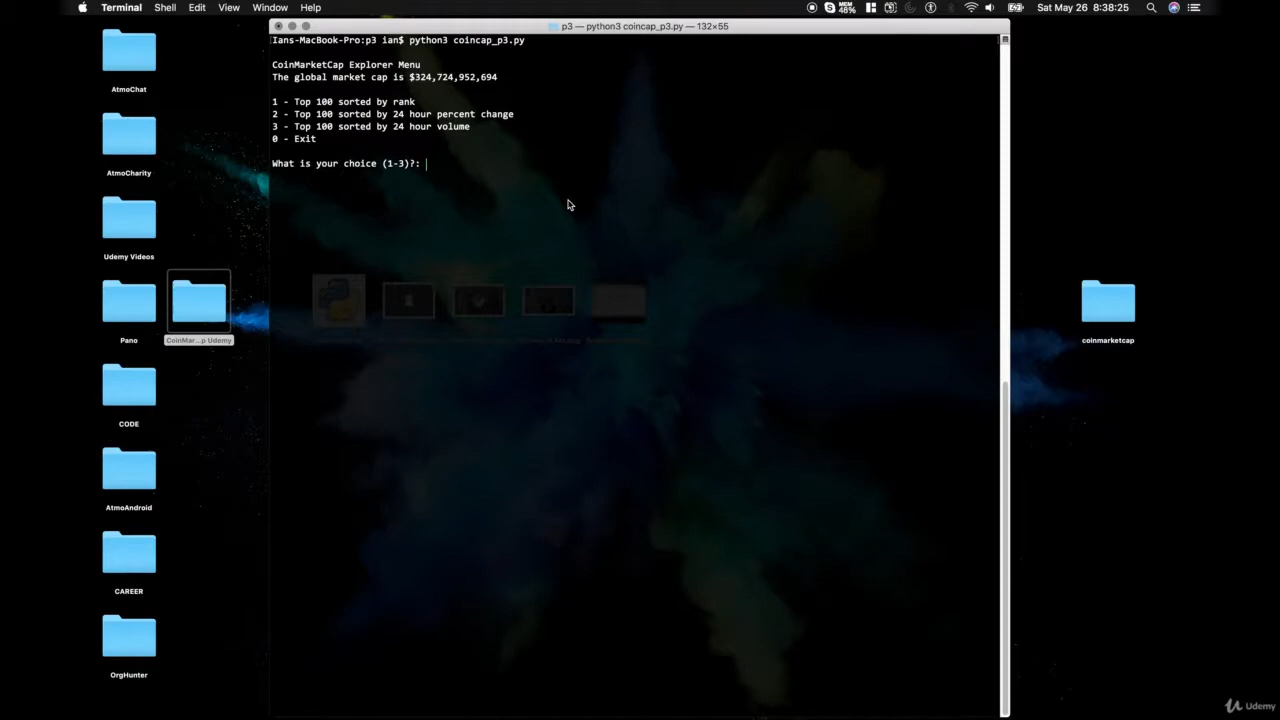 Terminal Shell Edit View Window Help
MEM
46%
Sat May 26 8:38:25
p3 — python3 coincap_p3.py — 132×55
Ians-MacBook-Pro:p3 ian$ python3 coincap_p3.py
CoinMarketCap Explorer Menu
The global market cap is $324,724,952,694
1 - Top 100 sorted by rank
2 - Top 100 sorted by 24 hour percent change
3 - Top 100 sorted by 24 hour volume
0 - Exit
What is your choice (1-3)?:
AtmoChat
AtmoCharity
Udemy Videos
Pano
CoinMar...p Udemy
coinmarketcap
CODE
AtmoAndroid
CAREER
OrgHunter
Udemy